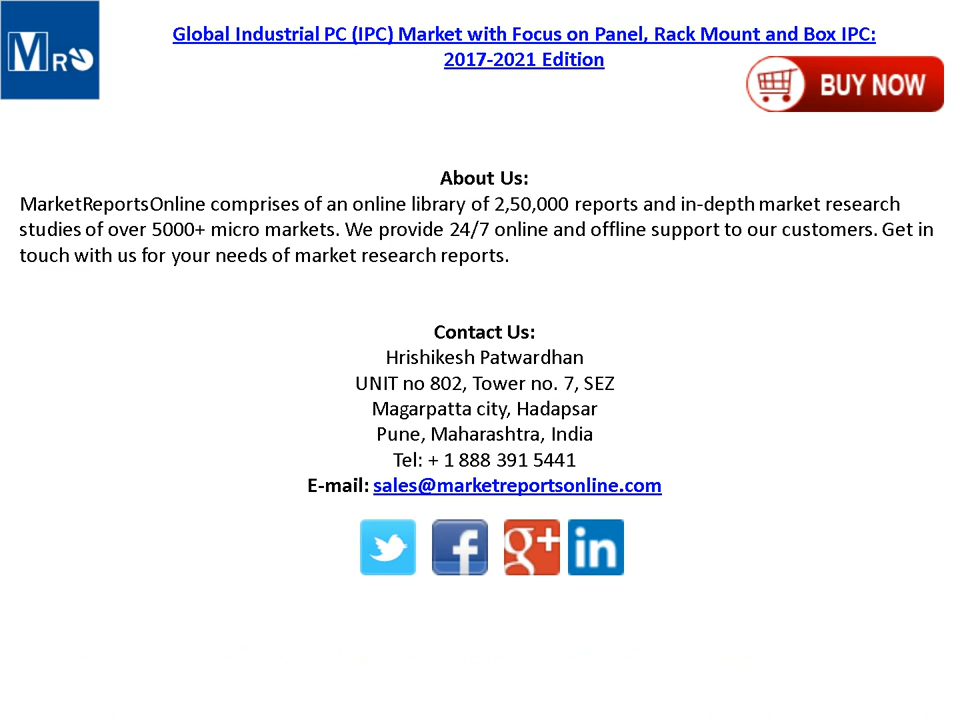 MRO
Global Industrial PC (IPC) Market with Focus on Panel, Rack Mount and Box IPC:
2017-2021 Edition
BUY NOW
About Us:
MarketReportsOnline comprises of an online library of 2,50,000 reports and in-depth market research
studies of over 5000+ micro markets. We provide 24/7 online and offline support to our customers. Get in
touch with us for your needs of market research reports.
Contact Us:
Hrishikesh Patwardhan
UNIT no 802, Tower no. 7, SEZ
Magarpatta city, Hadapsar
Pune, Maharashtra, India
Tel: + 1 888 391 5441
E-mail: sales@marketreportsonline.com
f g+ in